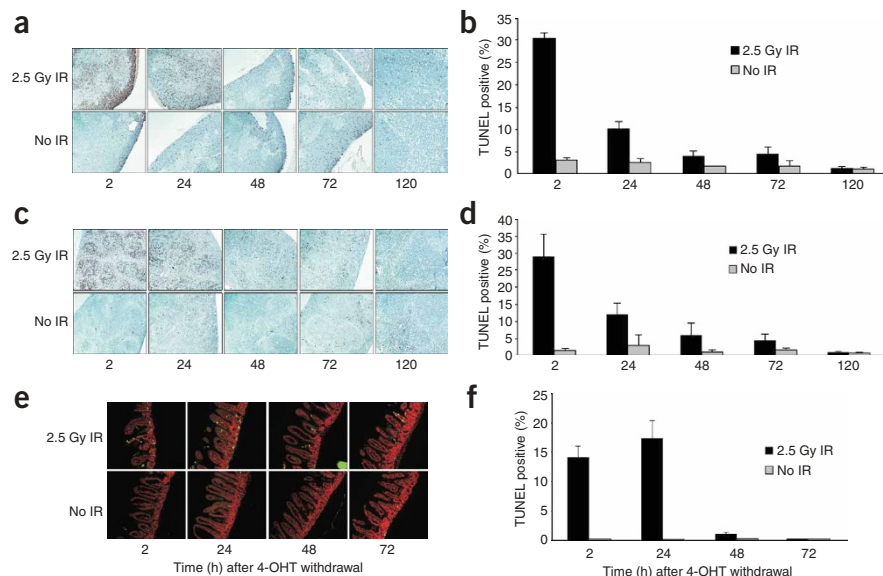 a
2.5 Gy IR
No IR
2 24 48 72 120
b
TUNEL positive (%)
35
30
25
20
15
10
5
0
2.5 Gy IR
No IR
2 24 48 72 120
c
2.5 Gy IR
No IR
2 24 48 72 120
d
TUNEL positive (%)
40
35
30
25
20
15
10
5
0
2.5 Gy IR
No IR
2 24 48 72 120
e
2.5 Gy IR
No IR
2 24 48 72
Time (h) after 4-OHT withdrawal
f
TUNEL positive (%)
25
20
15
10
5
0
2.5 Gy IR
No IR
2 24 48 72
Time (h) after 4-OHT withdrawal